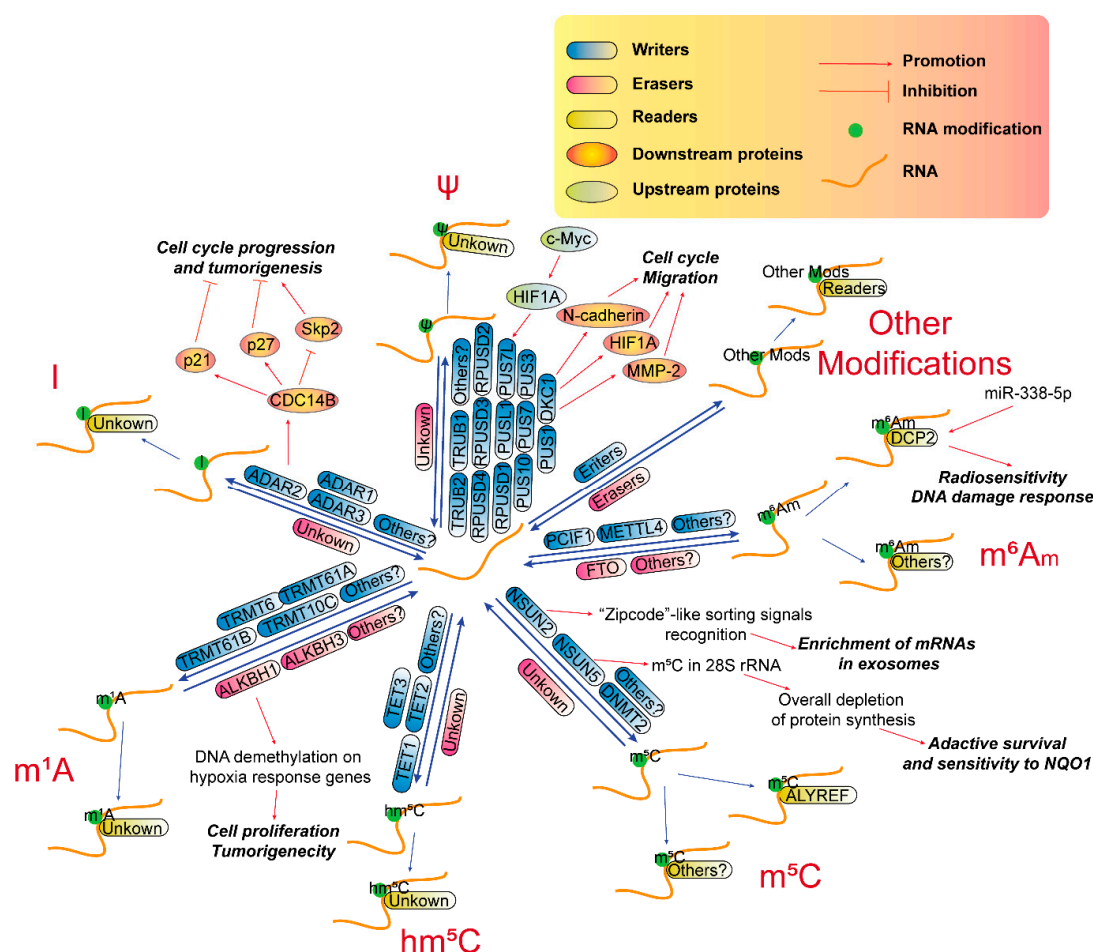 Writers
Erasers
Readers
Downstream proteins
Upstream proteins
Promotion
Inhibition
RNA modification
RNA
Ψ
Ψ
Unkown
Ψ
c-Myc
HIF1A
Cell cycle
Migration
N-cadherin
HIF1A
MMP-2
Unkown
Others?
RPUSD2
PUS7L
PUS3
DKC1
TRUB1
RPUSD3
PUSL1
PUS7
PUS1
TRUB2
RPUSD4
RPUSD1
PUS10
Cell cycle progression
and tumorigenesis
p21
p27
Skp2
CDC14B
I
I
Unkown
I
ADAR2
ADAR1
ADAR3
Others?
Unkown
Other Mods
Readers
Other
Modifications
Other Mods
Eriters
Erasers
miR-338-5p
m⁶Am
DCP2
Radiosensitivity
DNA damage response
m⁶Am
m⁶Am
Others?
m⁶Am
PCIF1
METTL4
Others?
FTO
Others?
TRMT6
TRMT61A
TRMT61B
TRMT10C
Others?
ALKBH1
ALKBH3
Others?
m¹A
m¹A
m¹A
Unkown
DNA demethylation on
hypoxia response genes
Cell proliferation
Tumorigenecity
TET3
TET2
Others?
TET1
Unkown
hm⁵C
hm⁵C
Unkown
hm⁵C
NSUN2
NSUN5
Others?
DNMT2
Unkown
“Zipcode”-like sorting signals
recognition
Enrichment of mRNAs
in exosomes
m⁵C in 28S rRNA
Overall depletion
of protein synthesis
Adactive survival
and sensitivity to NQO1
m⁵C
m⁵C
ALYREF
m⁵C
Others?
m⁵C